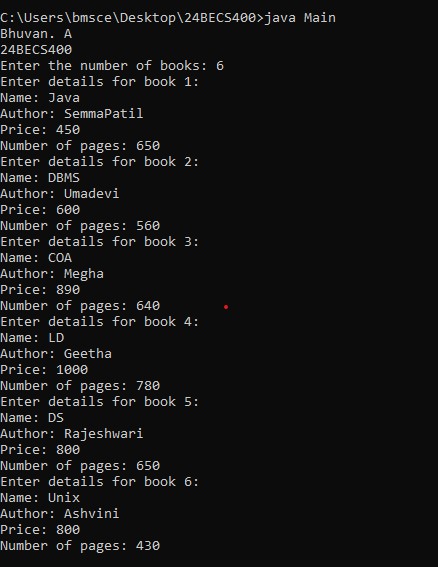 C:\Users\bmsce\Desktop\24BECS400>java Main
Bhuvan. A
24BECS400
Enter the number of books: 6
Enter details for book 1:
Name: Java
Author: SemmaPatil
Price: 450
Number of pages: 650
Enter details for book 2:
Name: DBMS
Author: Umadevi
Price: 600
Number of pages: 560
Enter details for book 3:
Name: COA
Author: Megha
Price: 890
Number of pages: 640
Enter details for book 4:
Name: LD
Author: Geetha
Price: 1000
Number of pages: 780
Enter details for book 5:
Name: DS
Author: Rajeshwari
Price: 800
Number of pages: 650
Enter details for book 6:
Name: Unix
Author: Ashvini
Price: 800
Number of pages: 430